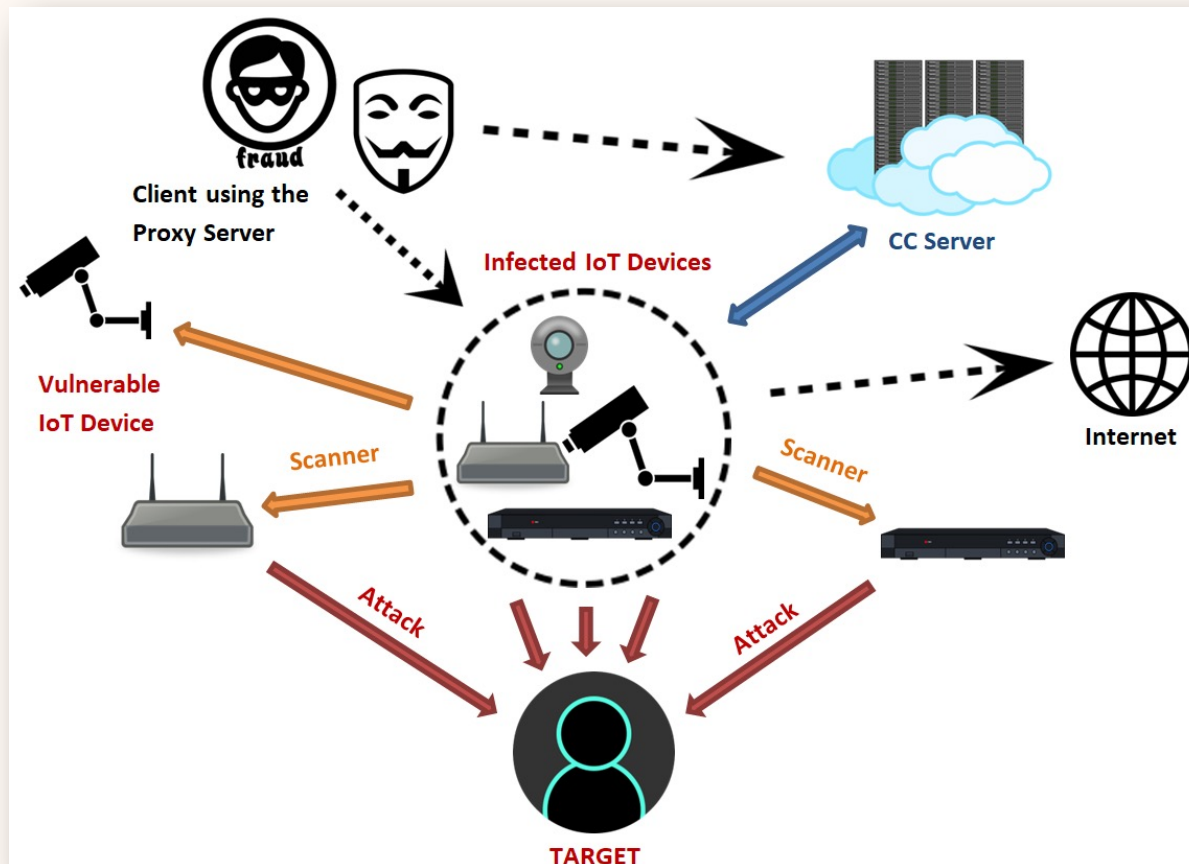 fraud
Client using the
Proxy Server
CC Server
Infected IoT Devices
Vulnerable
IoT Device
Internet
Scanner
Scanner
Attack
Attack
TARGET